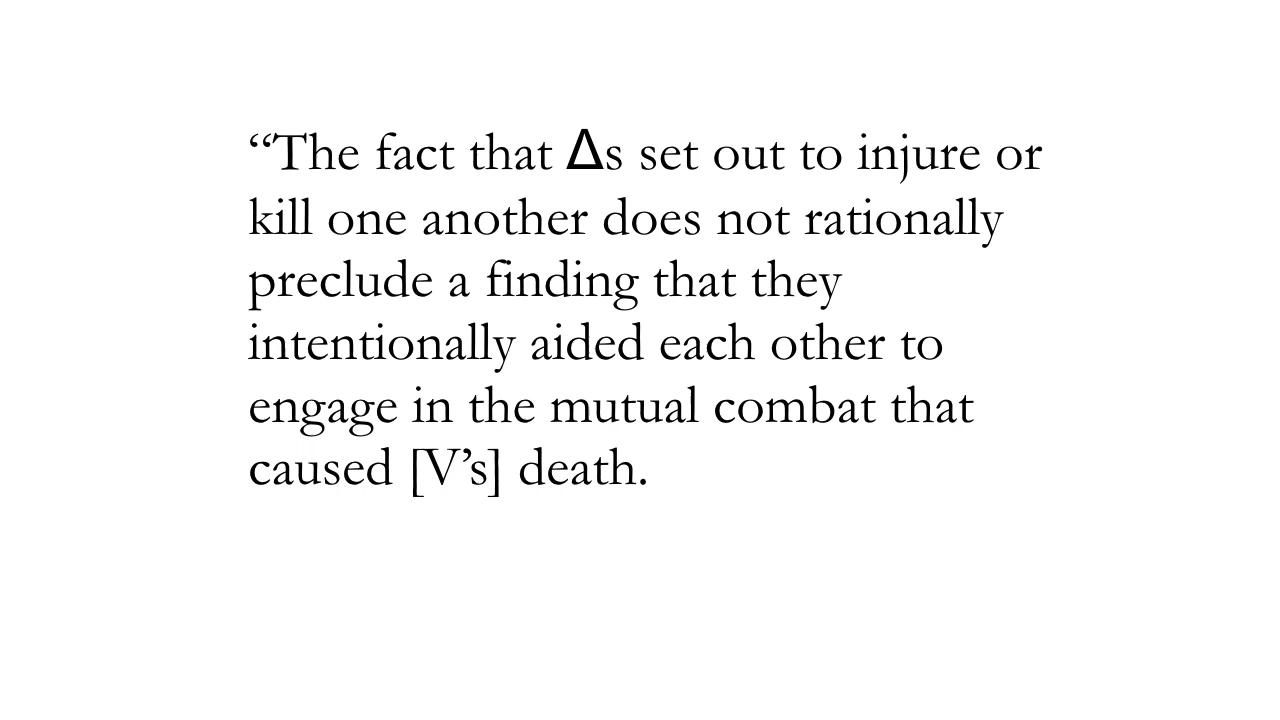 “The fact that Δs set out to injure or
kill one another does not rationally
preclude a finding that they
intentionally aided each other to
engage in the mutual combat that
caused [V’s] death.